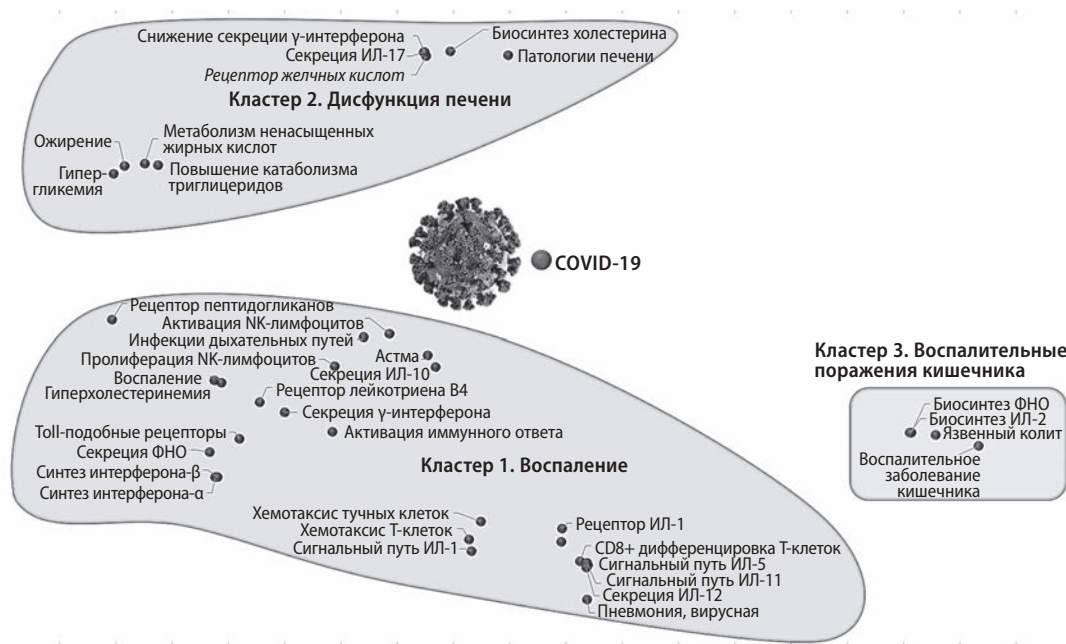 Снижение секреции γ-интерферона
Биосинтез холестерина
Секреция ИЛ-17
Патологии печени
Рецептор желчных кислот
Кластер 2. Дисфункция печени
Ожирение
Метаболизм ненасыщенных
жирных кислот
Гипер-
гликемия
Повышение катаболизма
триглицеридов
COVID-19
Рецептор пептидогликанов
Активация NK-лимфоцитов
Инфекции дыхательных путей
Пролиферация NK-лимфоцитов
Астма
Секреция ИЛ-10
Воспаление
Гиперхолестеринемия
Рецептор лейкотриена B4
Секреция γ-интерферона
Toll-подобные рецепторы
Активация иммунного ответа
Секреция ФНО
Синтез интерферона-β
Синтез интерферона-α
Кластер 1. Воспаление
Хемотаксис тучных клеток
Хемотаксис Т-клеток
Сигнальный путь ИЛ-1
Рецептор ИЛ-1
CD8+ дифференцировка Т-клеток
Сигнальный путь ИЛ-5
Сигнальный путь ИЛ-11
Секреция ИЛ-12
Пневмония, вирусная
Кластер 3. Воспалительные
поражения кишечника
Биосинтез ФНО
Биосинтез ИЛ-2
Язвенный колит
Воспалительное
заболевание
кишечника